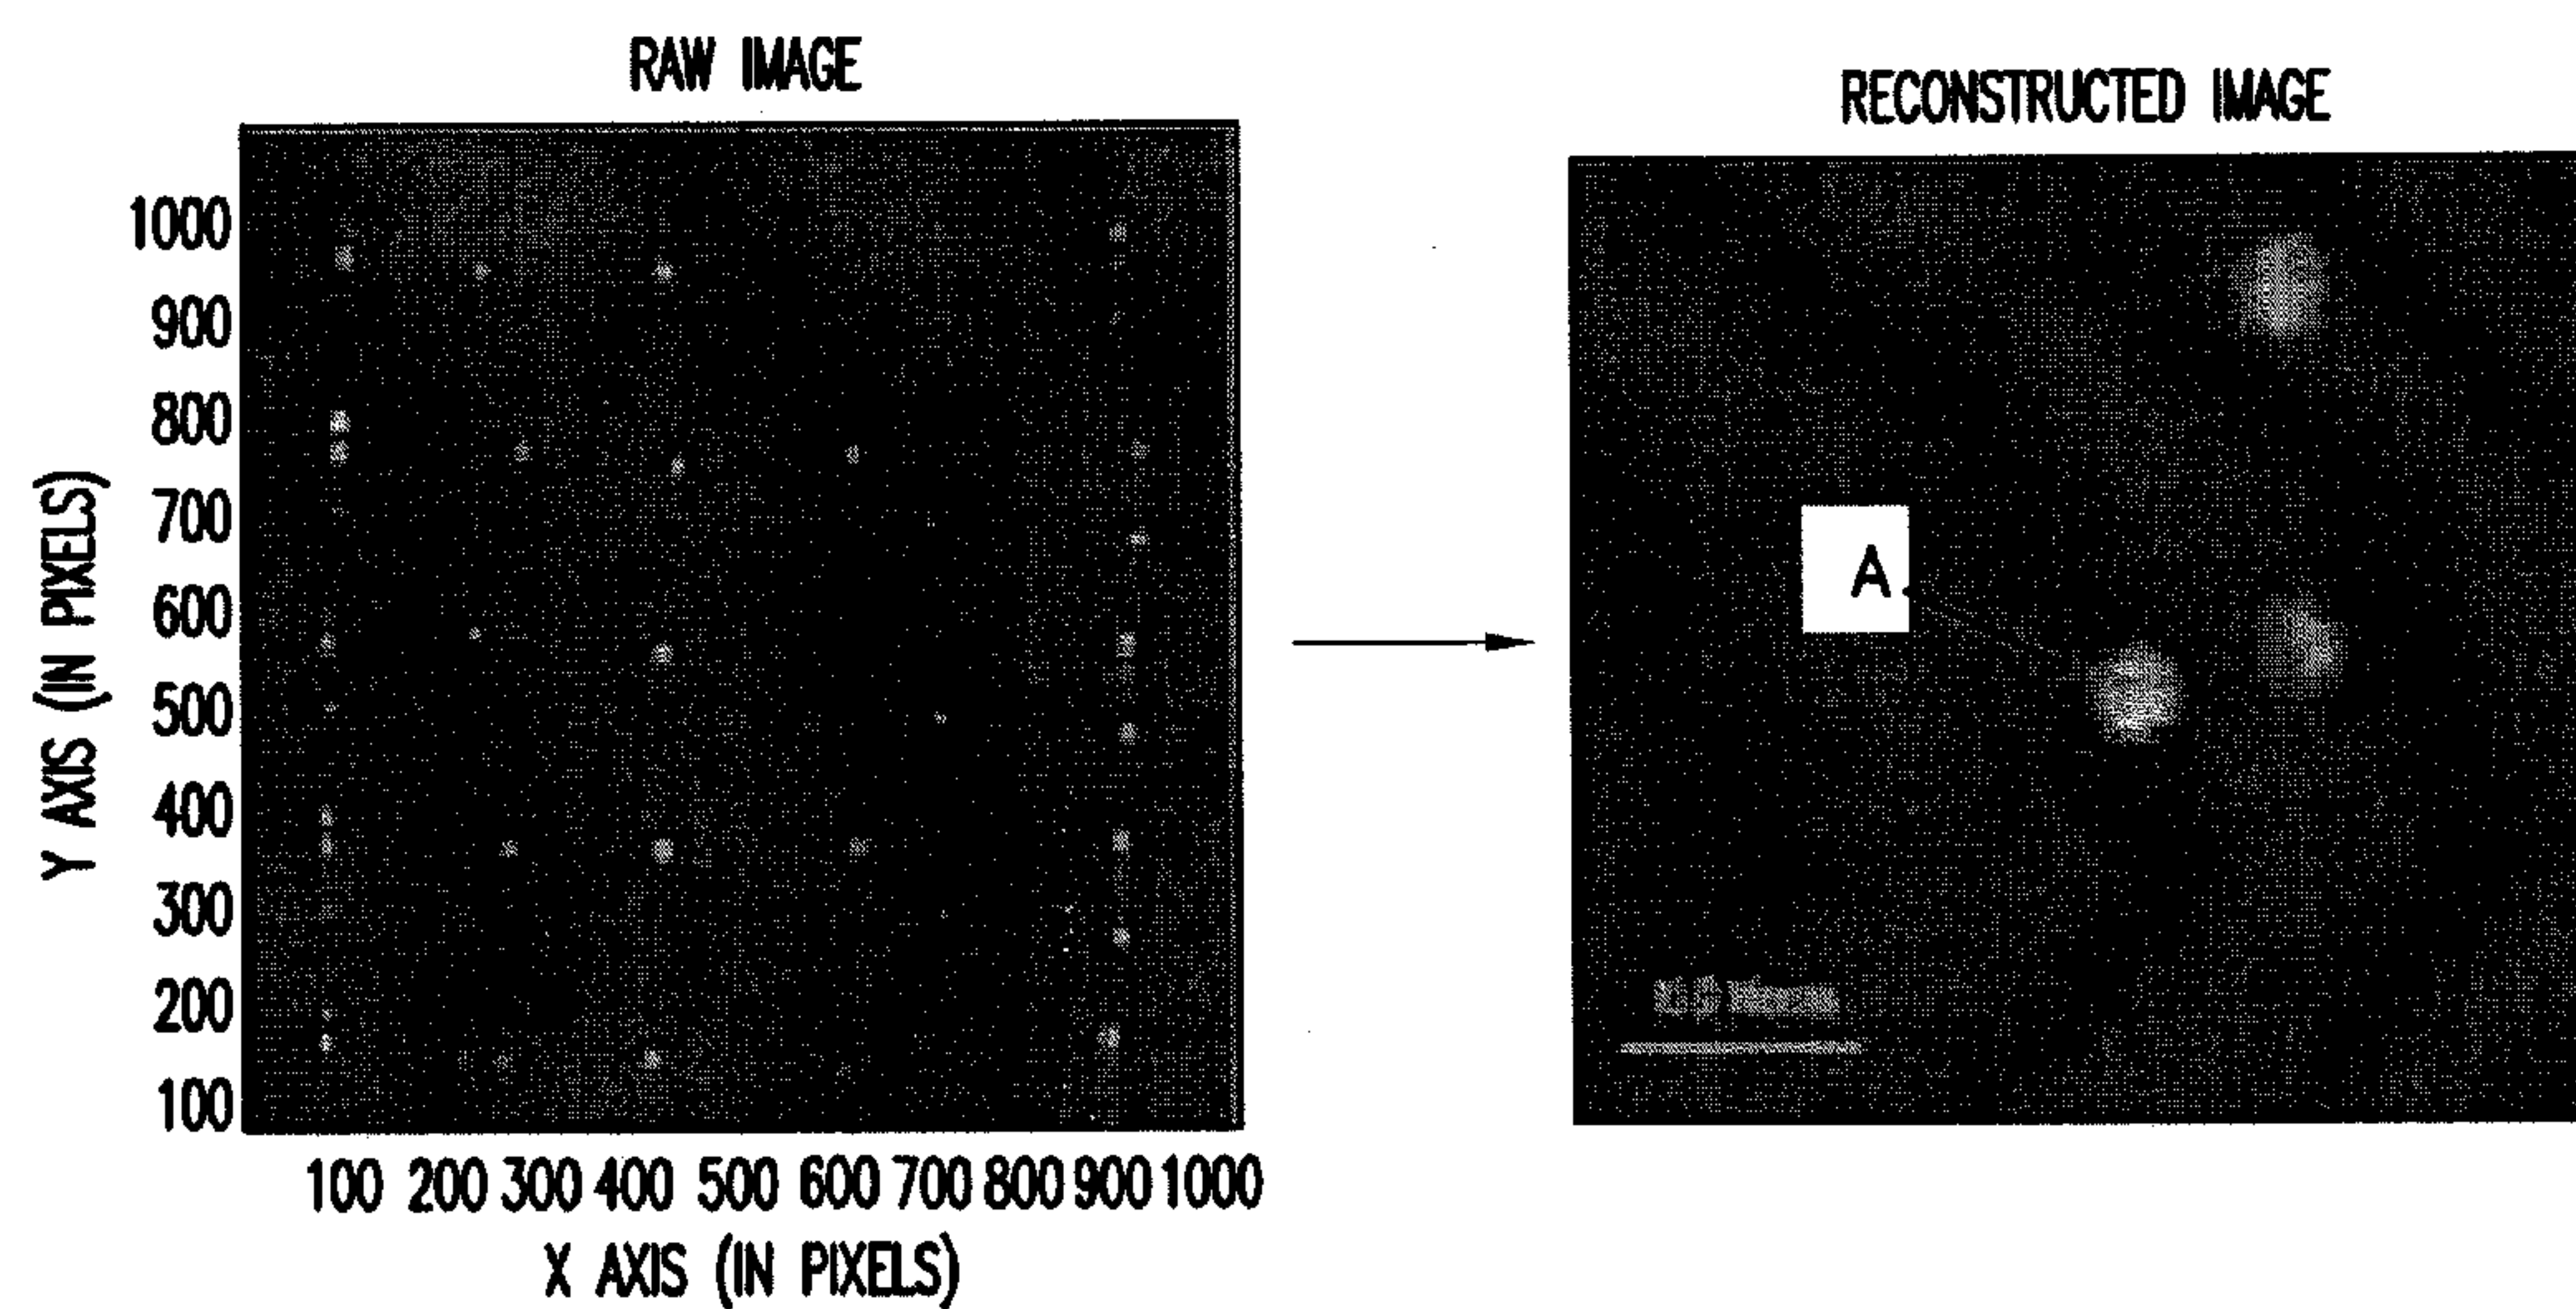 RAW IMAGE
RECONSTRUCTED IMAGE
1000
900
800
700
600
500
400
300
200
100
Y AXIS (IN PIXELS)
100 200 300 400 500 600 700 800 900 1000
X AXIS (IN PIXELS)
A